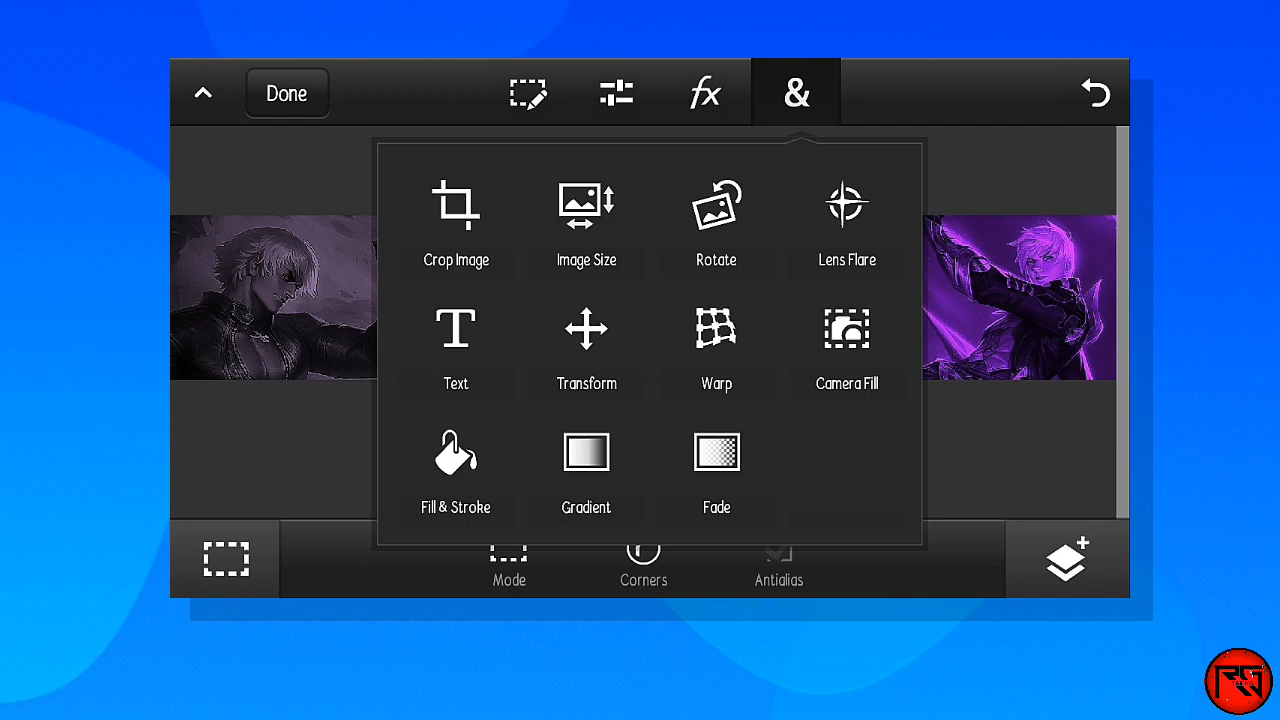 Done
fx
&
Crop Image
Image Size
Rotate
Lens Flare
T
Text
Transform
Warp
Camera Fill
Fill & Stroke
Gradient
Fade
Mode
Corners
Antialias